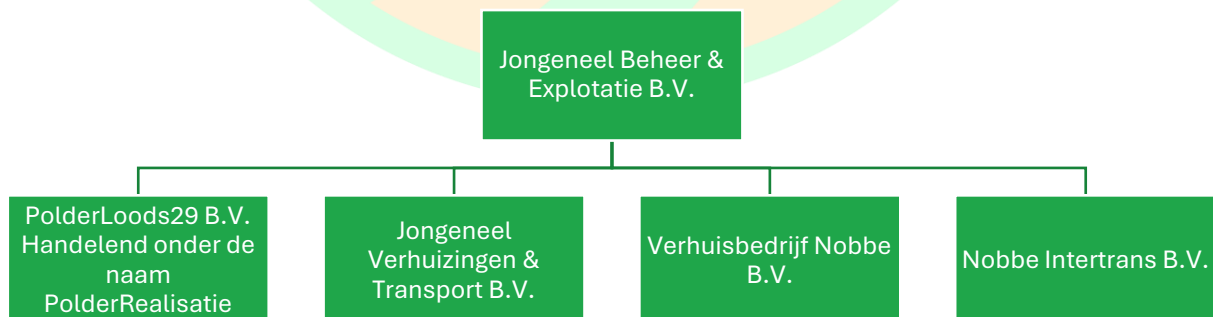 Jongeneel Beheer &
Explotatie B.V.
PolderLoods29 B.V.
Handelend onder de
naam
PolderRealisatie
Jongeneel
Verhuizingen &
Transport B.V.
Verhuisbedrijf Nobbe
B.V.
Nobbe Intertrans B.V.